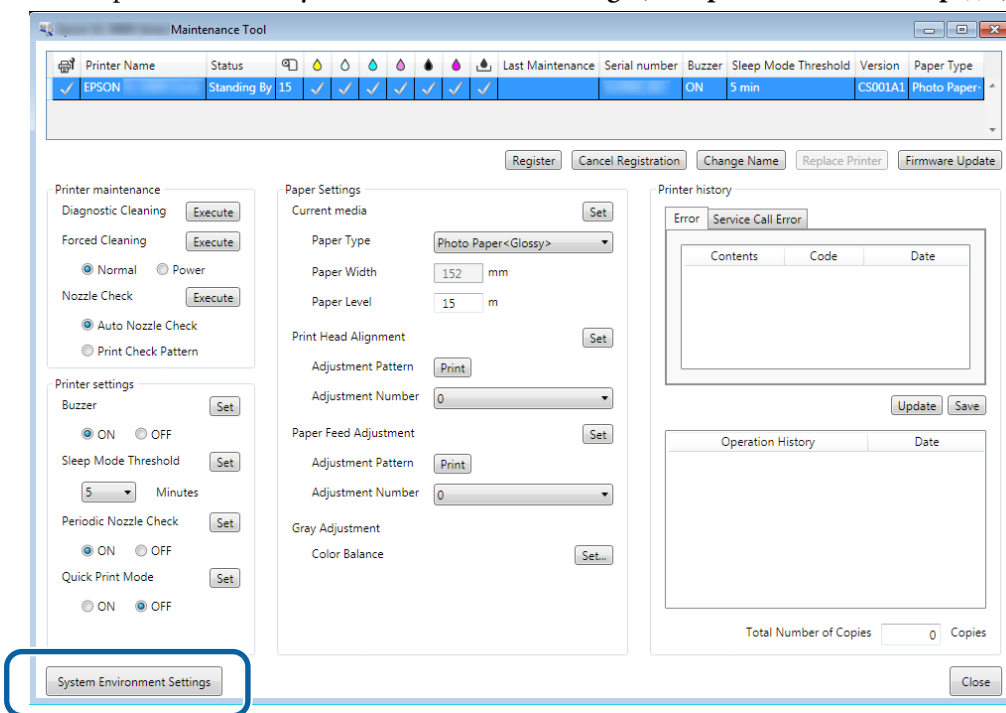 Maintenance Tool
Printer Name Status Last Maintenance Serial number Buzzer Sleep Mode Threshold Version Paper Type
EPSON Standing By 15 ON 5 min CS001A1 Photo Paper
Register Cancel Registration Change Name Replace Printer Firmware Update
Printer maintenance
Diagnostic Cleaning Execute
Forced Cleaning Execute
Normal Power
Nozzle Check Execute
Auto Nozzle Check
Print Check Pattern
Printer settings
Buzzer Set
ON OFF
Sleep Mode Threshold Set
5 Minutes
Periodic Nozzle Check Set
ON OFF
Quick Print Mode Set
ON OFF
Paper Settings
Current media Set
Paper Type Photo Paper<Glossy>
Paper Width 152 mm
Paper Level 15 m
Print Head Alignment Set
Adjustment Pattern Print
Adjustment Number 0
Paper Feed Adjustment Set
Adjustment Pattern Print
Adjustment Number 0
Gray Adjustment
Color Balance Set...
Printer history
Error Service Call Error
Contents Code Date
Update Save
Operation History Date
Total Number of Copies 0 Copies
System Environment Settings Close